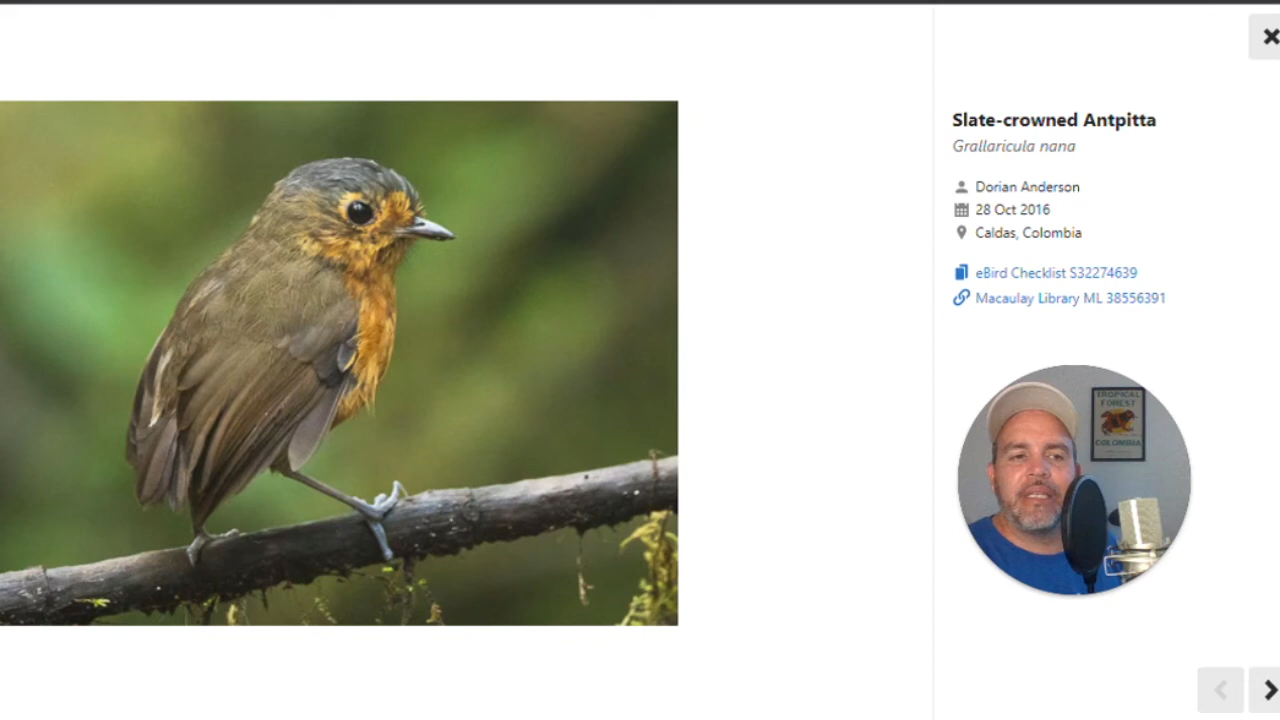 Slate-crowned Antpitta
Grallaricula nana
Dorian Anderson
28 Oct 2016
Caldas, Colombia
eBird Checklist S32274639
Macaulay Library ML 38556391
TROPICAL
FOREST
COLOMBIA